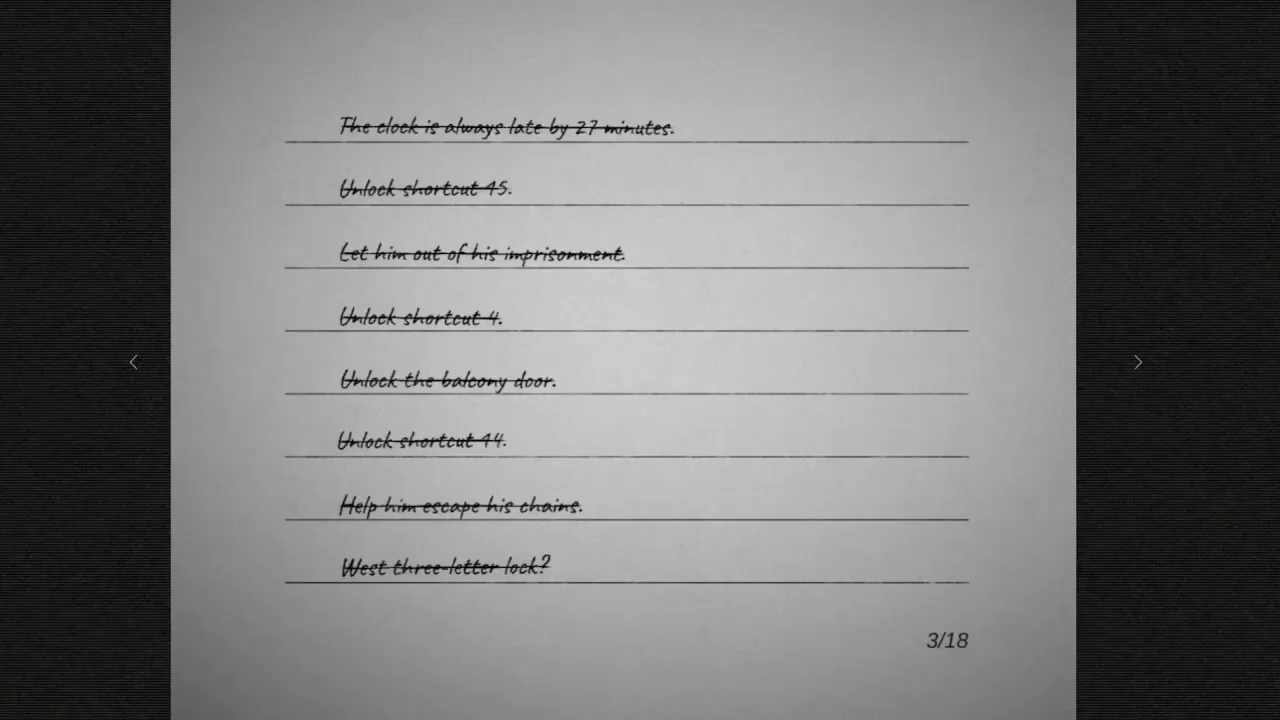 The clock is always late by 27 minutes.
Unlock shortcut 45.
Let him out of his imprisonment.
Unlock shortcut 4.
Unlock the balcony door.
Unlock shortcut 44.
Help him escape his chains.
West three-letter lock?
3/18